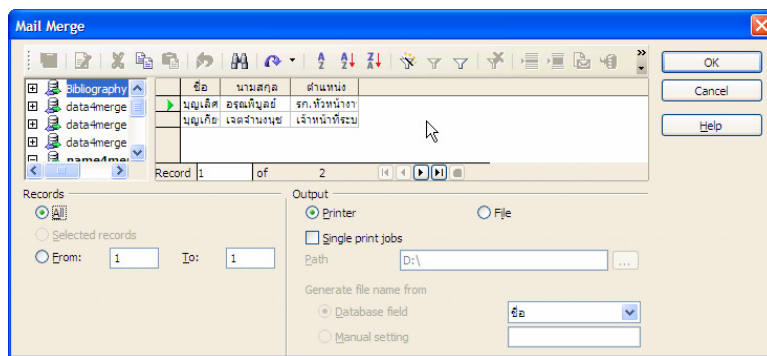 Mail Merge
ชื่อ นามสกุล ตำแหน่ง
Bibliography
data4merge
data4merge
data4merge
name4me
บุญเลิศ อรุณพิบูลย์ รก.หัวหน้างา
บุญเกีย เจตจำนงนุช เจ้าหน้าที่ระบ
Record 1 of 2
OK
Cancel
Help
Records
All
Selected records
From: 1 To: 1
Output
Printer File
Single print jobs
Path D:\ ...
Generate file name from
Database field ชื่อ
Manual setting